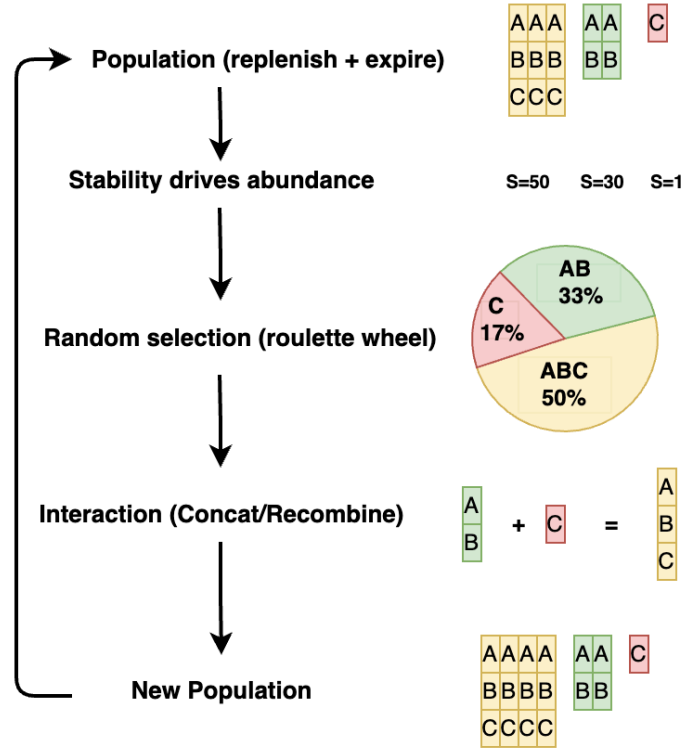 A A A A A C
Population (replenish + expire) B B B B B
C C C
Stability drives abundance S=50 S=30 S=1
AB
33%
C
17%
Random selection (roulette wheel)
ABC
50%
A A
Interaction (Concat/Recombine) B + C = B
C
A A A A A A C
New Population B B B B B B
C C C C